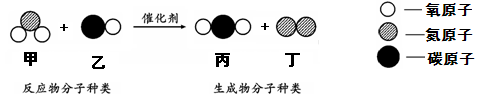 催化剂
+ + →
甲 乙 丙 丁
反应物分子种类 生成物分子种类
—氧原子
—氮原子
—碳原子